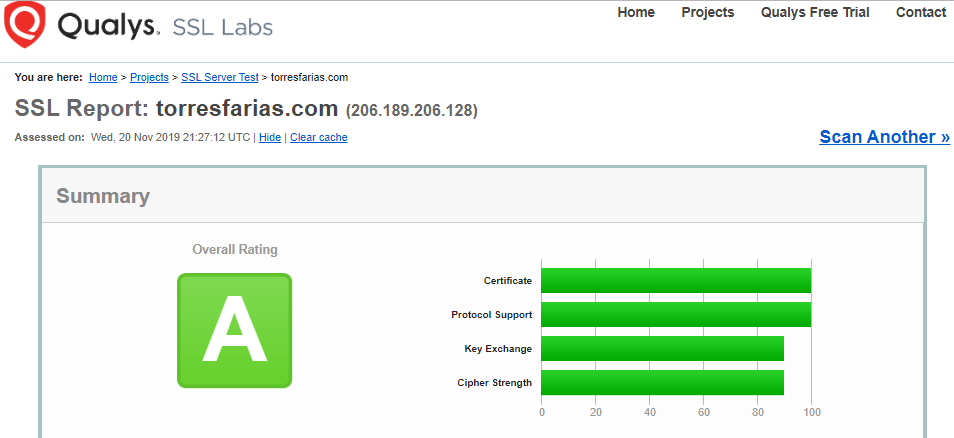 Qualys. SSL Labs
Home Projects Qualys Free Trial Contact
You are here: Home > Projects > SSL Server Test > torresfarias.com
SSL Report: torresfarias.com (206.189.206.128)
Assessed on: Wed, 20 Nov 2019 21:27:12 UTC | Hide | Clear cache
Scan Another »
Summary
Overall Rating
A
Certificate
Protocol Support
Key Exchange
Cipher Strength
0 20 40 60 80 100